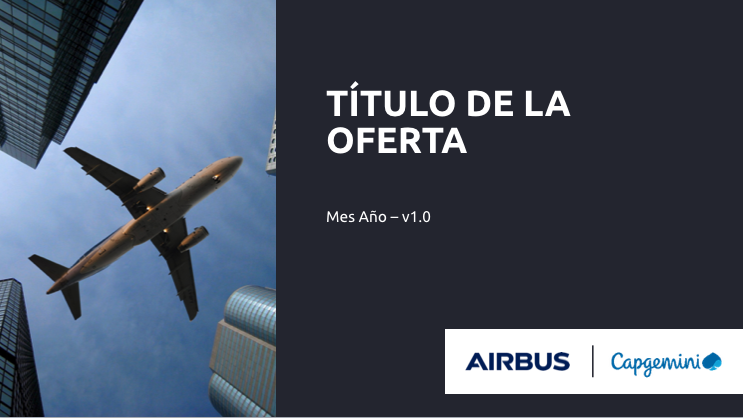 TÍTULO DE LA
OFERTA
Mes Año – v1.0
AIRBUS
Capgemini